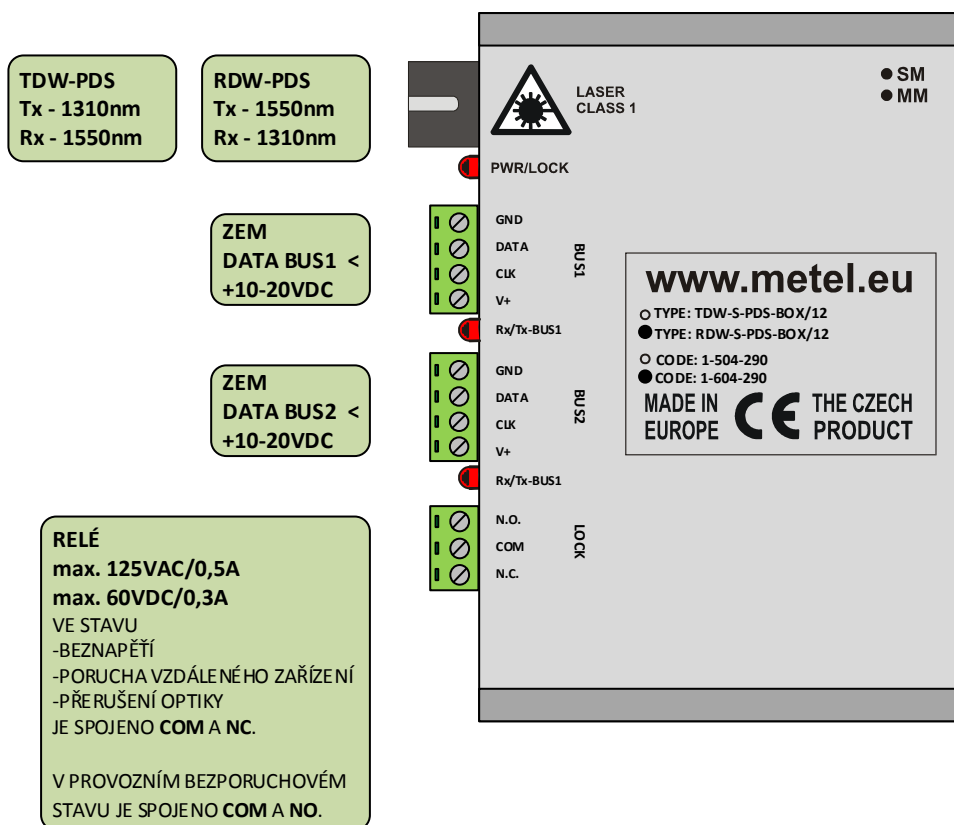 TDW-PDS
Tx - 1310nm
Rx - 1550nm
RDW-PDS
Tx - 1550nm
Rx - 1310nm
LASER
CLASS 1
SM
MM
PWR/LOCK
ZEM
DATA BUS1 <
+10-20VDC
GND
DATA
CLK
V+
BUS1
Rx/Tx-BUS1
ZEM
DATA BUS2 <
+10-20VDC
GND
DATA
CLK
V+
BUS2
Rx/Tx-BUS1
N.O.
COM
N.C.
LOCK
www.metel.eu
TYPE: TDW-S-PDS-BOX/12
TYPE: RDW-S-PDS-BOX/12
CODE: 1-504-290
CODE: 1-604-290
MADE IN
EUROPE
CE
THE CZECH
PRODUCT
RELÉ
max. 125VAC/0,5A
max. 60VDC/0,3A
VE STAVU
-BEZNAPĚŤÍ
-PORUCHA VZDÁLENÉHO ZAŘÍZENÍ
-PŘERUŠENÍ OPTIKY
JE SPOJENO COM A NC.
V PROVOZNÍM BEZPORUCHOVÉM
STAVU JE SPOJENO COM A NO.